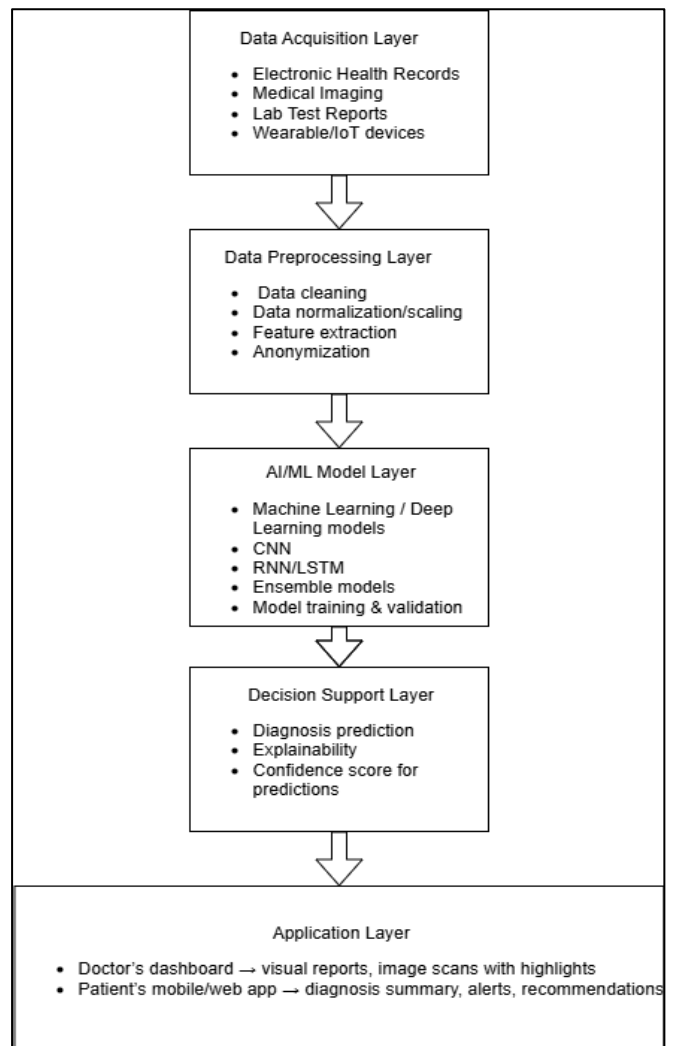 Data Acquisition Layer
• Electronic Health Records
• Medical Imaging
• Lab Test Reports
• Wearable/IoT devices
Data Preprocessing Layer
• Data cleaning
• Data normalization/scaling
• Feature extraction
• Anonymization
AI/ML Model Layer
• Machine Learning / Deep
Learning models
• CNN
• RNN/LSTM
• Ensemble models
• Model training & validation
Decision Support Layer
• Diagnosis prediction
• Explainability
• Confidence score for
predictions
Application Layer
• Doctor's dashboard → visual reports, image scans with highlights
• Patient's mobile/web app → diagnosis summary, alerts, recommendations